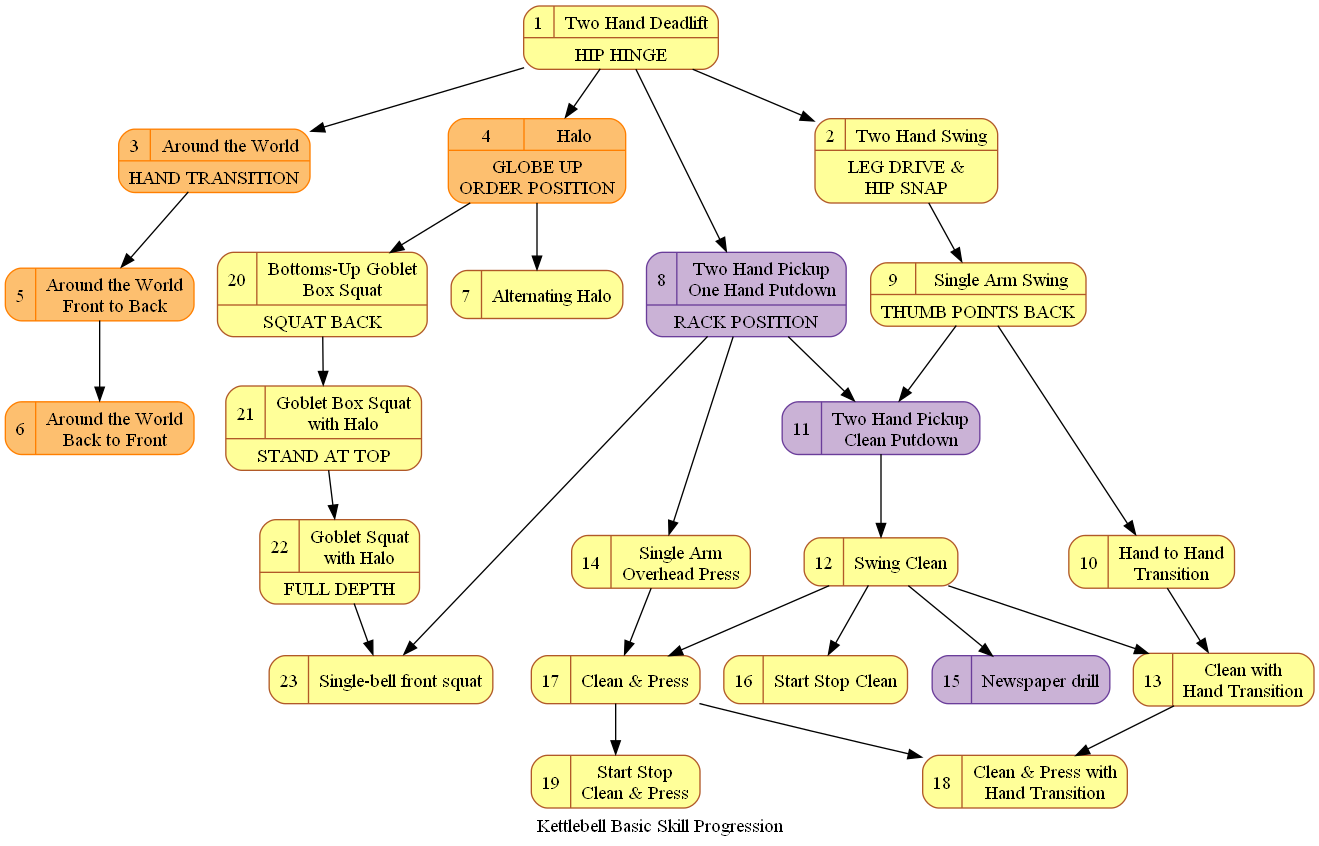 1 Two Hand Deadlift
HIP HINGE
3 Around the World
HAND TRANSITION
4 Halo
GLOBE UP
ORDER POSITION
2 Two Hand Swing
LEG DRIVE &
HIP SNAP
5 Around the World
Front to Back
20 Bottoms-Up Goblet
Box Squat
SQUAT BACK
7 Alternating Halo
8 Two Hand Pickup
One Hand Putdown
RACK POSITION
9 Single Arm Swing
THUMB POINTS BACK
6 Around the World
Back to Front
21 Goblet Box Squat
with Halo
STAND AT TOP
11 Two Hand Pickup
Clean Putdown
22 Goblet Squat
with Halo
FULL DEPTH
14 Single Arm
Overhead Press
12 Swing Clean
10 Hand to Hand
Transition
23 Single-bell front squat
17 Clean & Press
16 Start Stop Clean
15 Newspaper drill
13 Clean with
Hand Transition
19 Start Stop
Clean & Press
18 Clean & Press with
Hand Transition
Kettlebell Basic Skill Progression